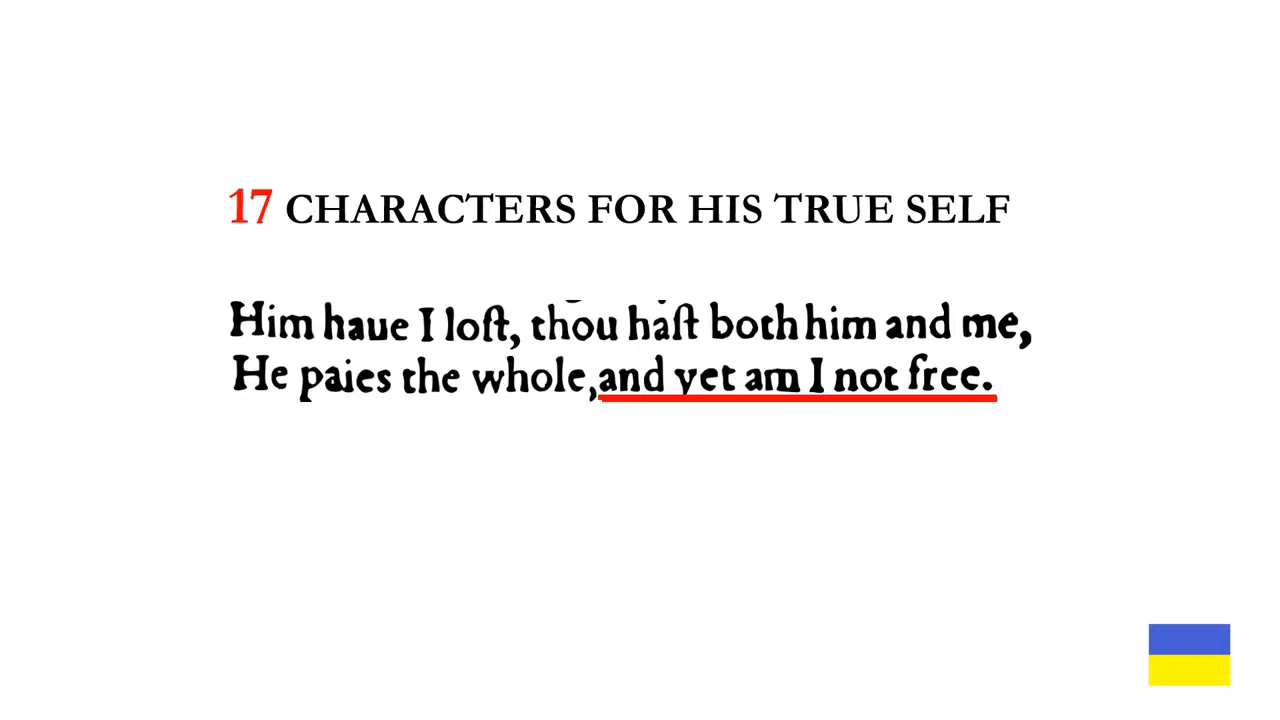 17 CHARACTERS FOR HIS TRUE SELF
Him haue I loſt, thou haſt both him and me,
He paies the whole,and yet am I not free.